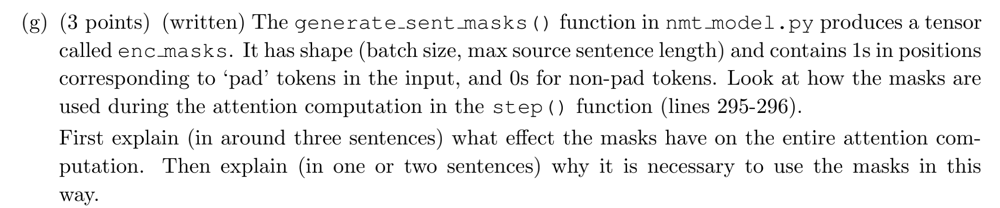 (g) (3 points) (written) The generate_sent_masks() function in nmt_model.py produces a tensor
called enc_masks. It has shape (batch size, max source sentence length) and contains 1s in positions
corresponding to ‘pad’ tokens in the input, and 0s for non-pad tokens. Look at how the masks are
used during the attention computation in the step() function (lines 295-296).
First explain (in around three sentences) what effect the masks have on the entire attention com-
putation. Then explain (in one or two sentences) why it is necessary to use the masks in this
way.